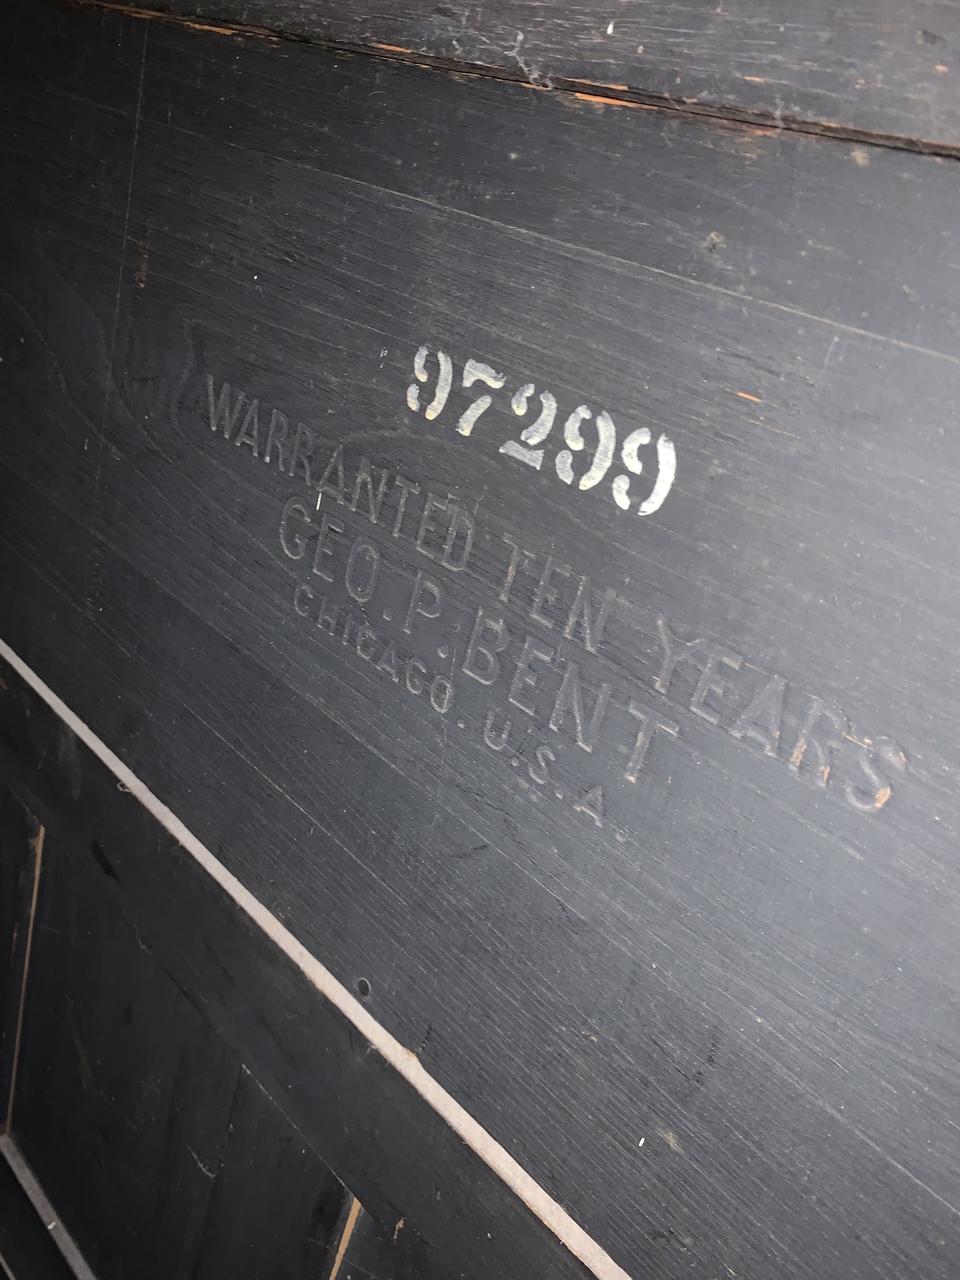 97299
WARRANTED TEN YEARS
GEO. P. BENT
CHICAGO. U.S.A.